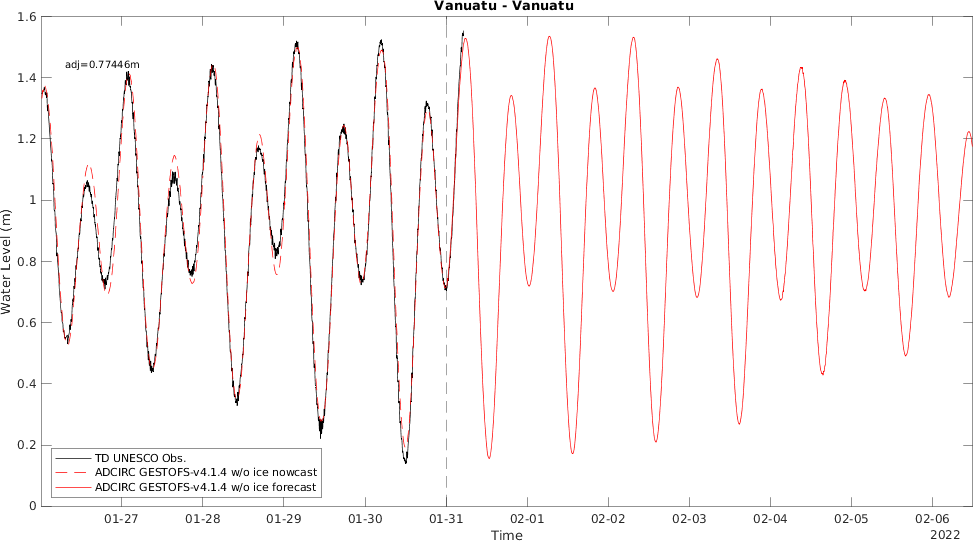 Vanuatu - Vanuatu
1.6
1.4
1.2
1
0.8
0.6
0.4
0.2
0
Water Level (m)
adj=0.77446m
TD UNESCO Obs.
ADCIRC GESTOFS-v4.1.4 w/o ice nowcast
ADCIRC GESTOFS-v4.1.4 w/o ice forecast
01-27 01-28 01-29 01-30 01-31 02-01 02-02 02-03 02-04 02-05 02-06
Time
2022